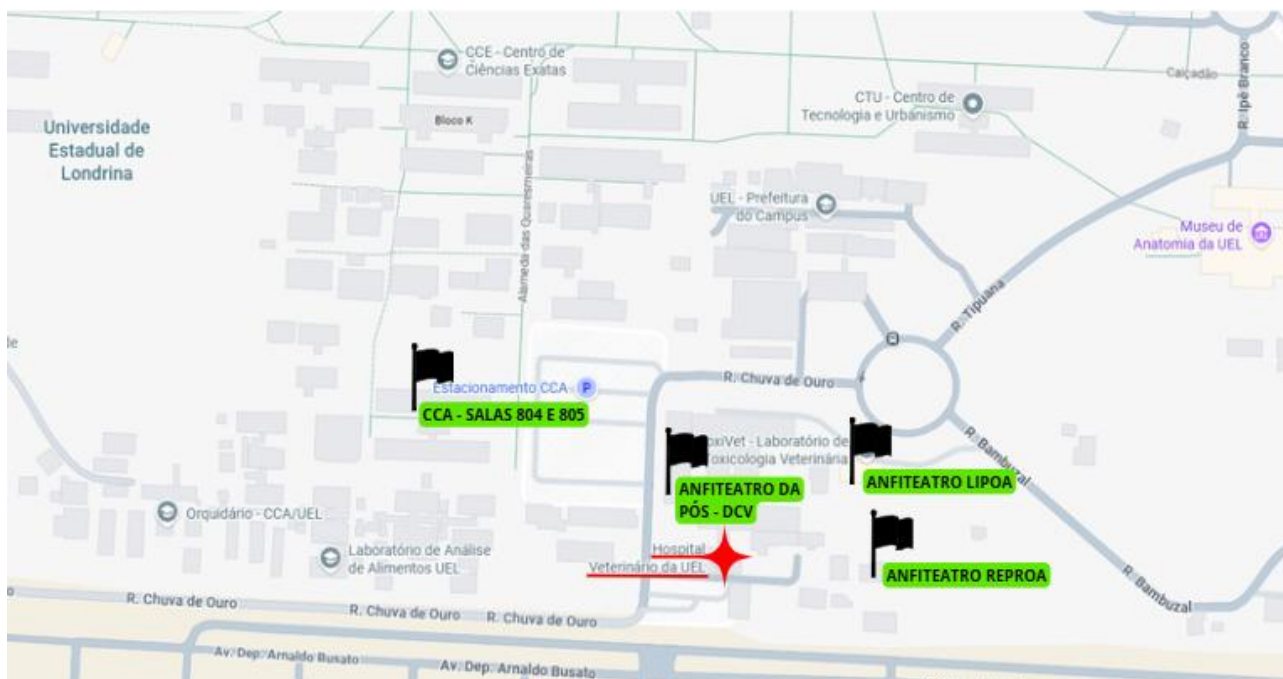 CCE - Centro de
Ciências Exatas
Calçadão
R. Ipê Branco
CTU - Centro de
Tecnologia e Urbanismo
Bloco K
Universidade
Estadual de
Londrina
Alameda das Quaresmeiras
UEL - Prefeitura
do Campus
Museu de
Anatomia da UEL
R. Tipuana
Estacionamento CCA
P
R. Chuva de Ouro
CCA - SALAS 804 E 805
Laboratório de
Toxicologia Veterinária
R. Bambuzal
ANFITEATRO DA
PÓS - DCV
ANFITEATRO LIPOA
Orquidário - CCA/UEL
Hospital
Veterinário da UEL
Laboratório de Análise
de Alimentos UEL
ANFITEATRO REPROA
R. Bambuzal
R. Chuva de Ouro
R. Chuva de Ouro
R. Chuva de Ouro
Av. Dep. Arnaldo Busato
Av. Dep. Arnaldo Busato